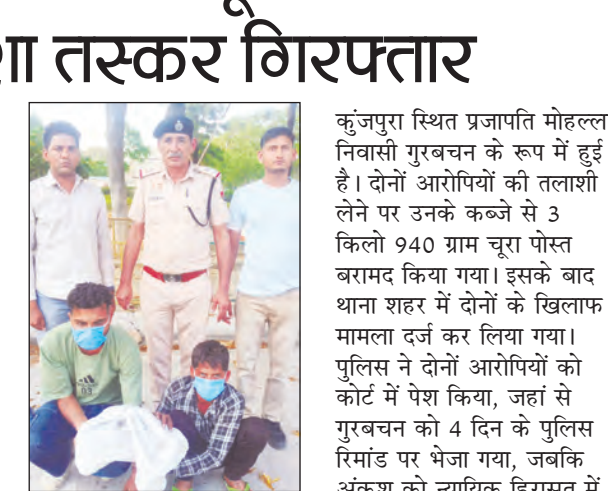 तस्कर गिरफ्तार
कुंजपुरा स्थित प्रजापति मोहल्ल
निवासी गुरबचन के रूप में हुई
है। दोनों आरोपियों की तलाशी
लेने पर उनके कब्जे से 3
किलो 940 ग्राम चूरा पोस्त
बरामद किया गया। इसके बाद
थाना शहर में दोनों के खिलाफ
मामला दर्ज कर लिया गया।
पुलिस ने दोनों आरोपियों को
कोर्ट में पेश किया, जहां से
गुरबचन को 4 दिन के पुलिस
रिमांड पर भेजा गया, जबकि
अंकुश को न्यायिक हिरासत में